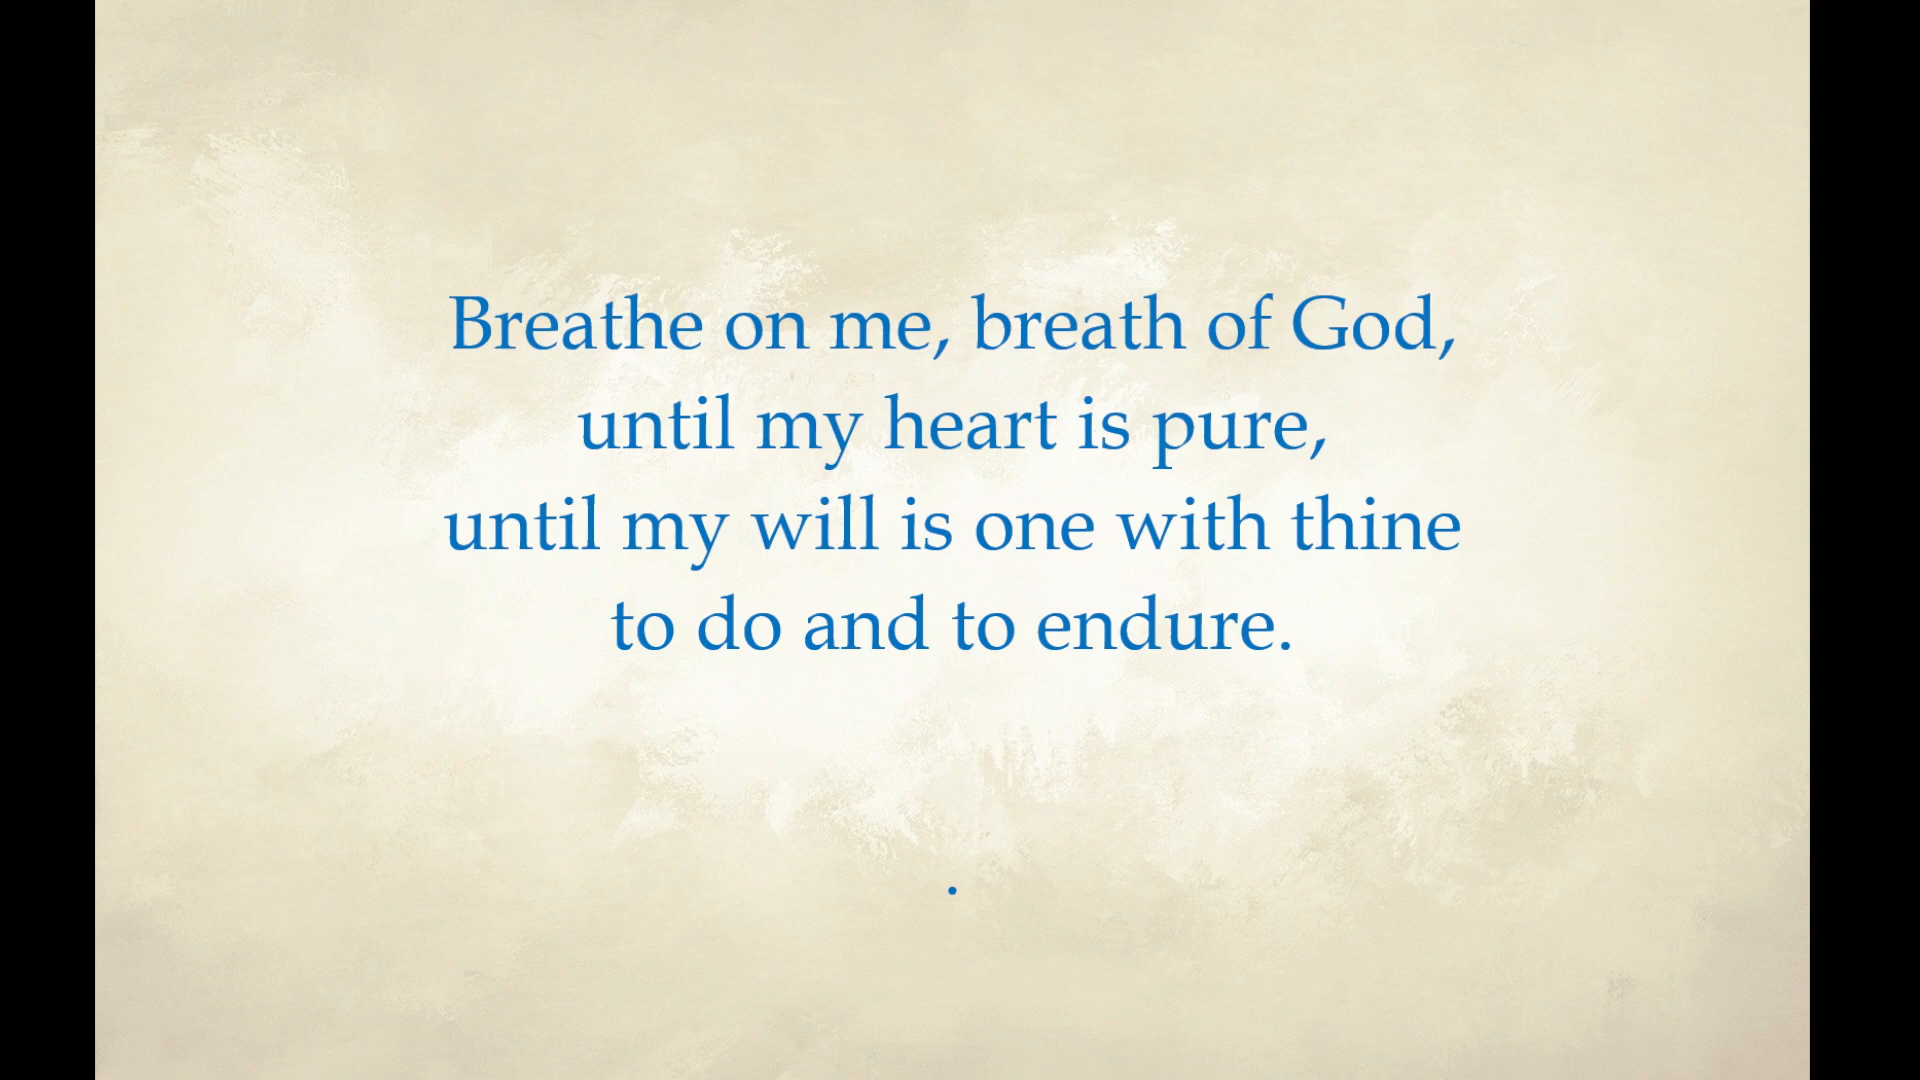 Breathe on me, breath of God,
until my heart is pure,
until my will is one with thine
to do and to endure.
.